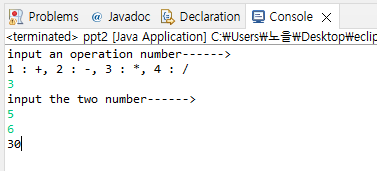 Problems @ Javadoc Declaration Console
<terminated> ppt2 [Java Application] C:₩Users₩노을₩Desktop₩eclip
input an operation number------>
1 : +, 2 : -, 3 : *, 4 : /
3
input the two number------>
5
6
30